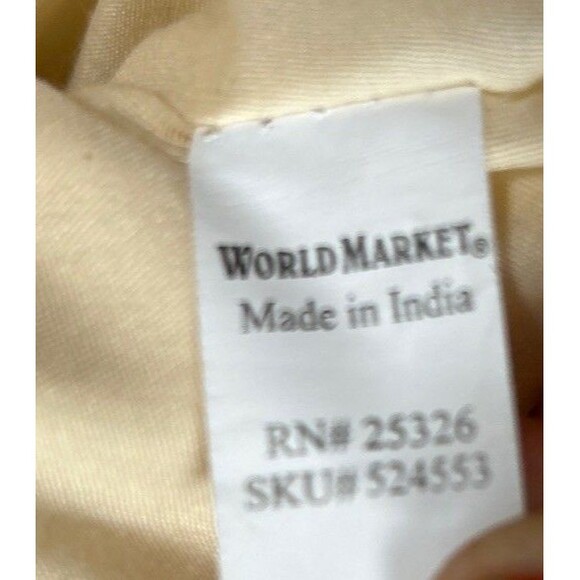 WORLD MARKET®
Made in India
RN# 25326
SKU# 524553